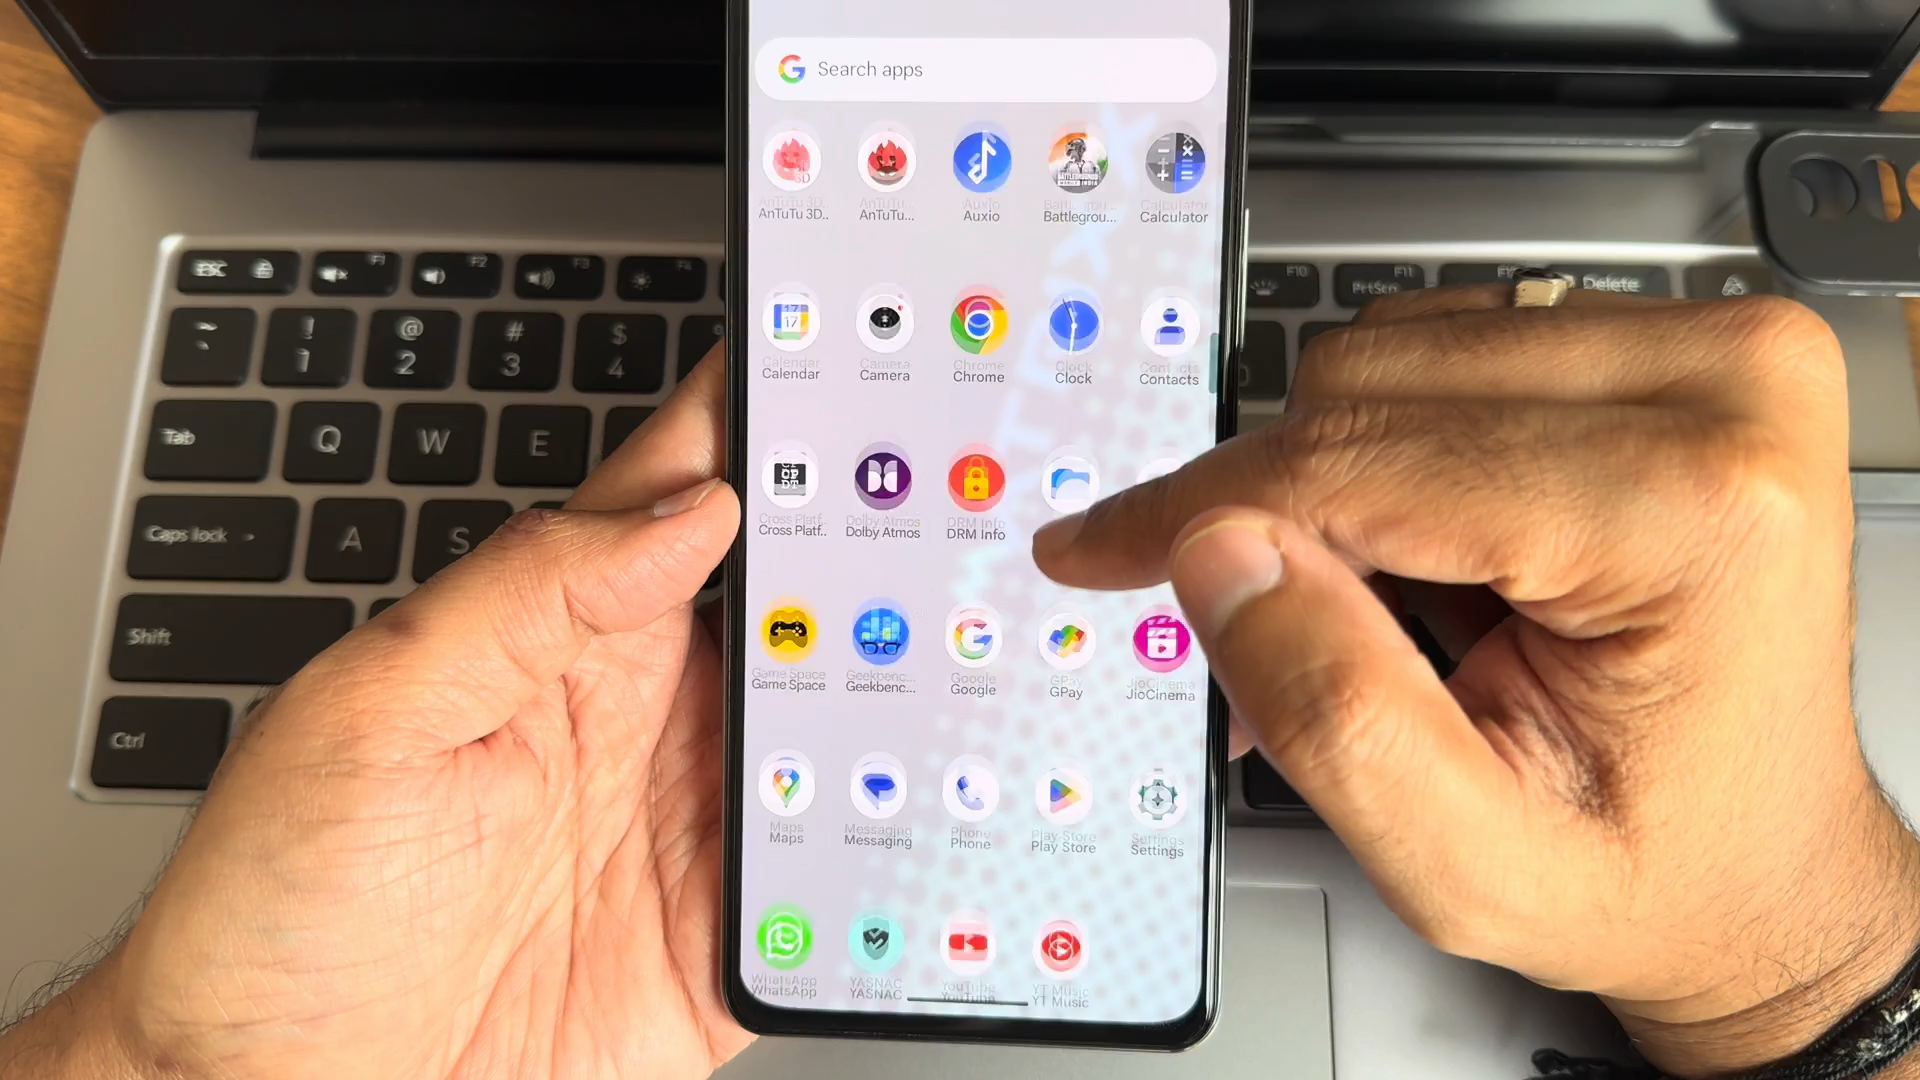 Search apps
AnTuTu 3D.. AnTuTu... Auxio Battlegrou... Calculator
Calendar Camera Chrome Clock Contacts
Cross Platf.. Dolby Atmos DRM Info
Game Space Geekbenc... Google GPay JioCinema
Maps Messaging Phone Play Store Settings
WhatsApp YASNAC YouTube YT Music
ESC F1 F2 F3 F4 F10 F11 Delete
PrtScn
~ ! 1 @ 2 # 3 $ 4
Tab Q W E
Caps lock A S
Shift
Ctrl